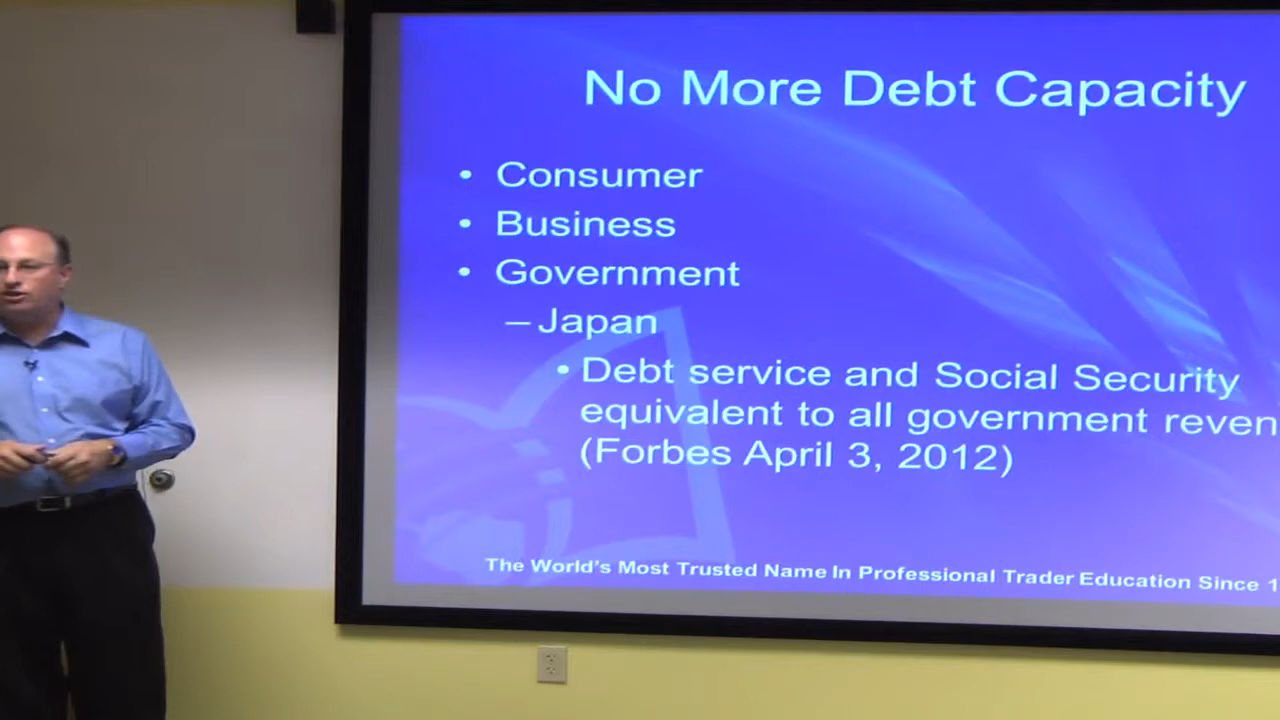 No More Debt Capacity
• Consumer
• Business
• Government
– Japan
• Debt service and Social Security
equivalent to all government reven
(Forbes April 3, 2012)
The World's Most Trusted Name In Professional Trader Education Since 1